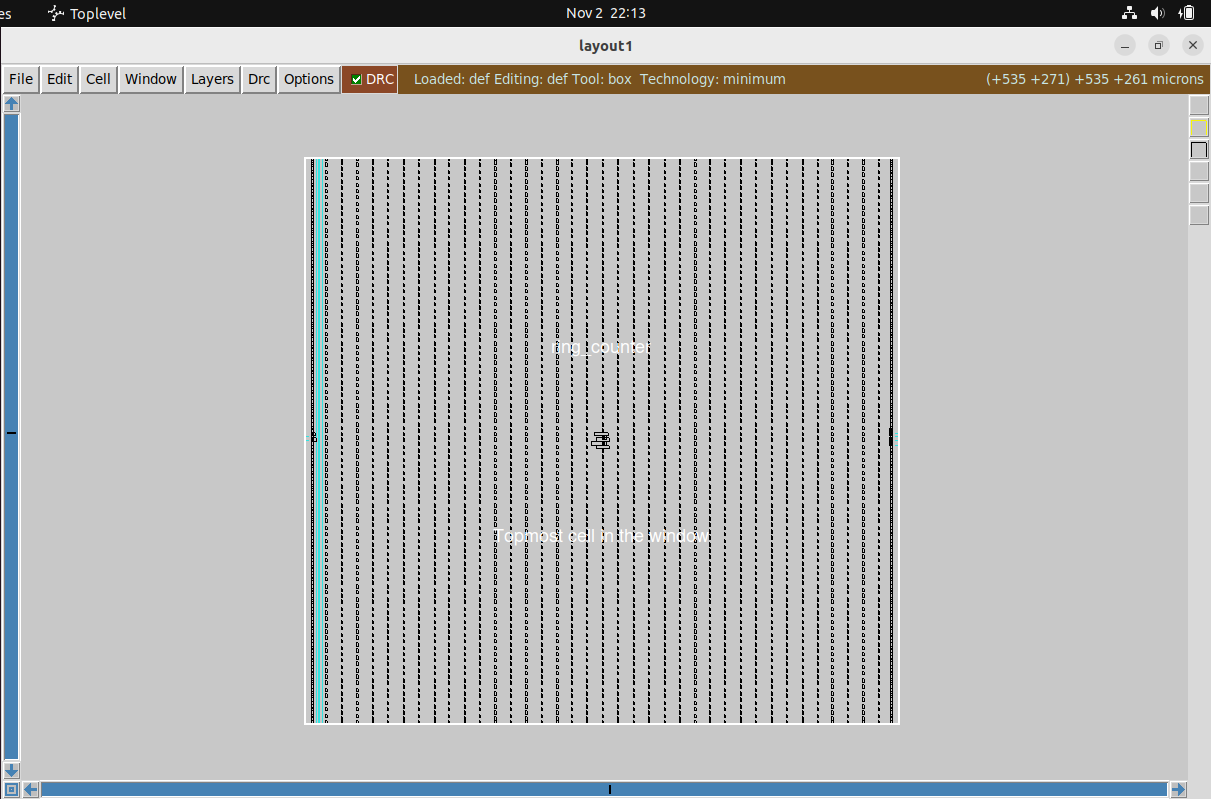 es Toplevel Nov 2 22:13
layout1
File Edit Cell Window Layers Drc Options DRC Loaded: def Editing: def Tool: box Technology: minimum (+535 +271) +535 +261 microns
ring_counter
Topmost cell in the window